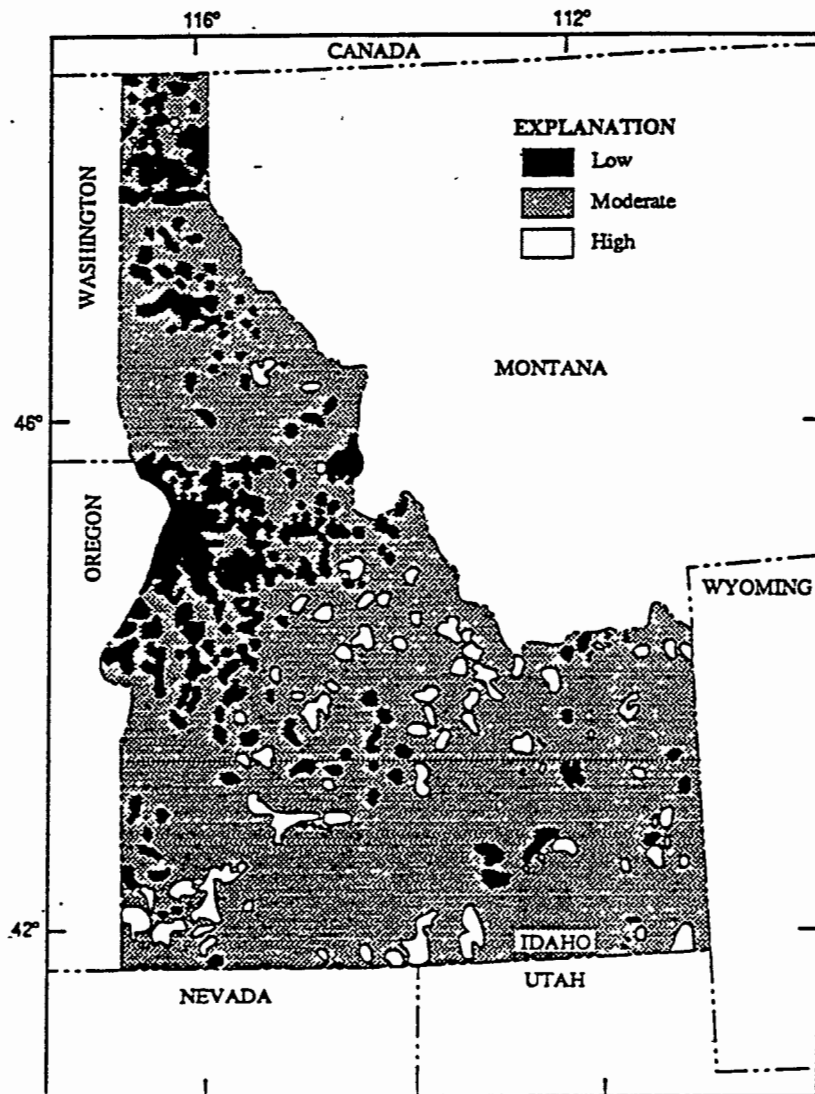 116°
112°
CANADA
EXPLANATION
Low
Moderate
High
WASHINGTON
MONTANA
46°
OREGON
WYOMING
42°
IDAHO
NEVADA
UTAH